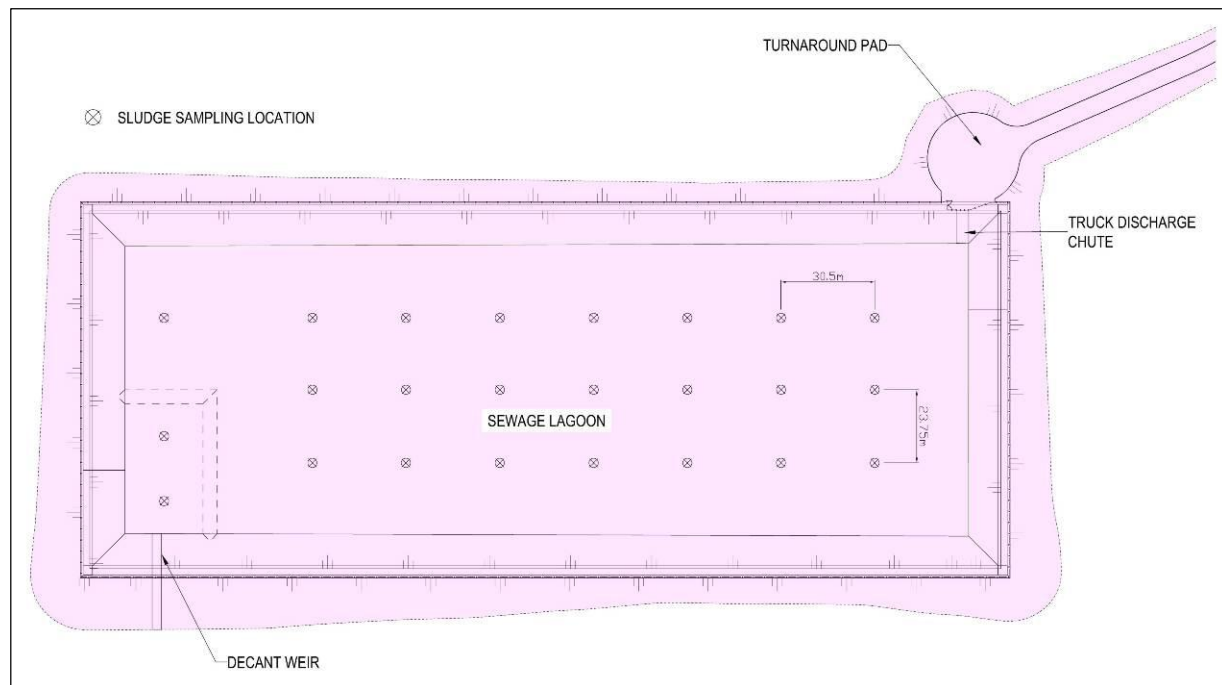 TURNAROUND PAD
SLUDGE SAMPLING LOCATION
TRUCK DISCHARGE
CHUTE
30.5m
23.75m
SEWAGE LAGOON
DECANT WEIR